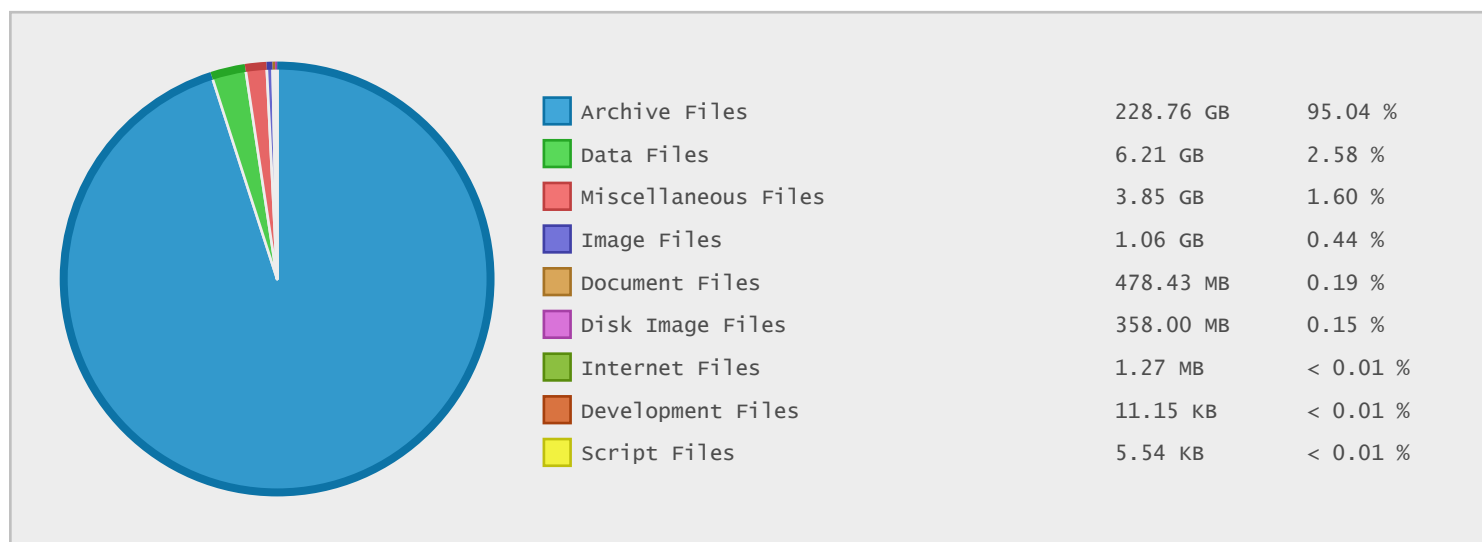 Archive Files 228.76 GB 95.04 %
Data Files 6.21 GB 2.58 %
Miscellaneous Files 3.85 GB 1.60 %
Image Files 1.06 GB 0.44 %
Document Files 478.43 MB 0.19 %
Disk Image Files 358.00 MB 0.15 %
Internet Files 1.27 MB < 0.01 %
Development Files 11.15 KB < 0.01 %
Script Files 5.54 KB < 0.01 %